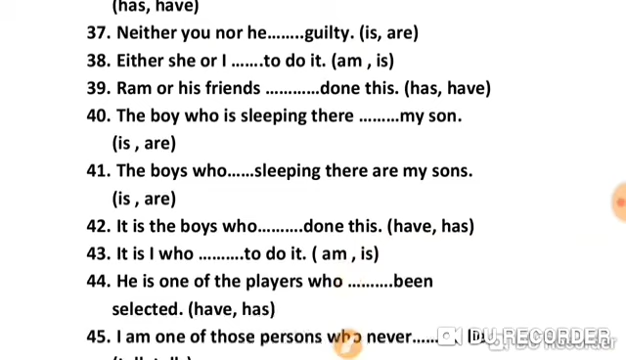 (has, have)
37. Neither you nor he........guilty. (is, are)
38. Either she or I .......to do it. (am , is)
39. Ram or his friends ............done this. (has, have)
40. The boy who is sleeping there .........my son.
(is , are)
41. The boys who......sleeping there are my sons.
(is , are)
42. It is the boys who..........done this. (have, has)
43. It is I who ..........to do it. ( am , is)
44. He is one of the players who ..........been
selected. (have, has)
45. I am one of those persons who never.......
DU RECORDER